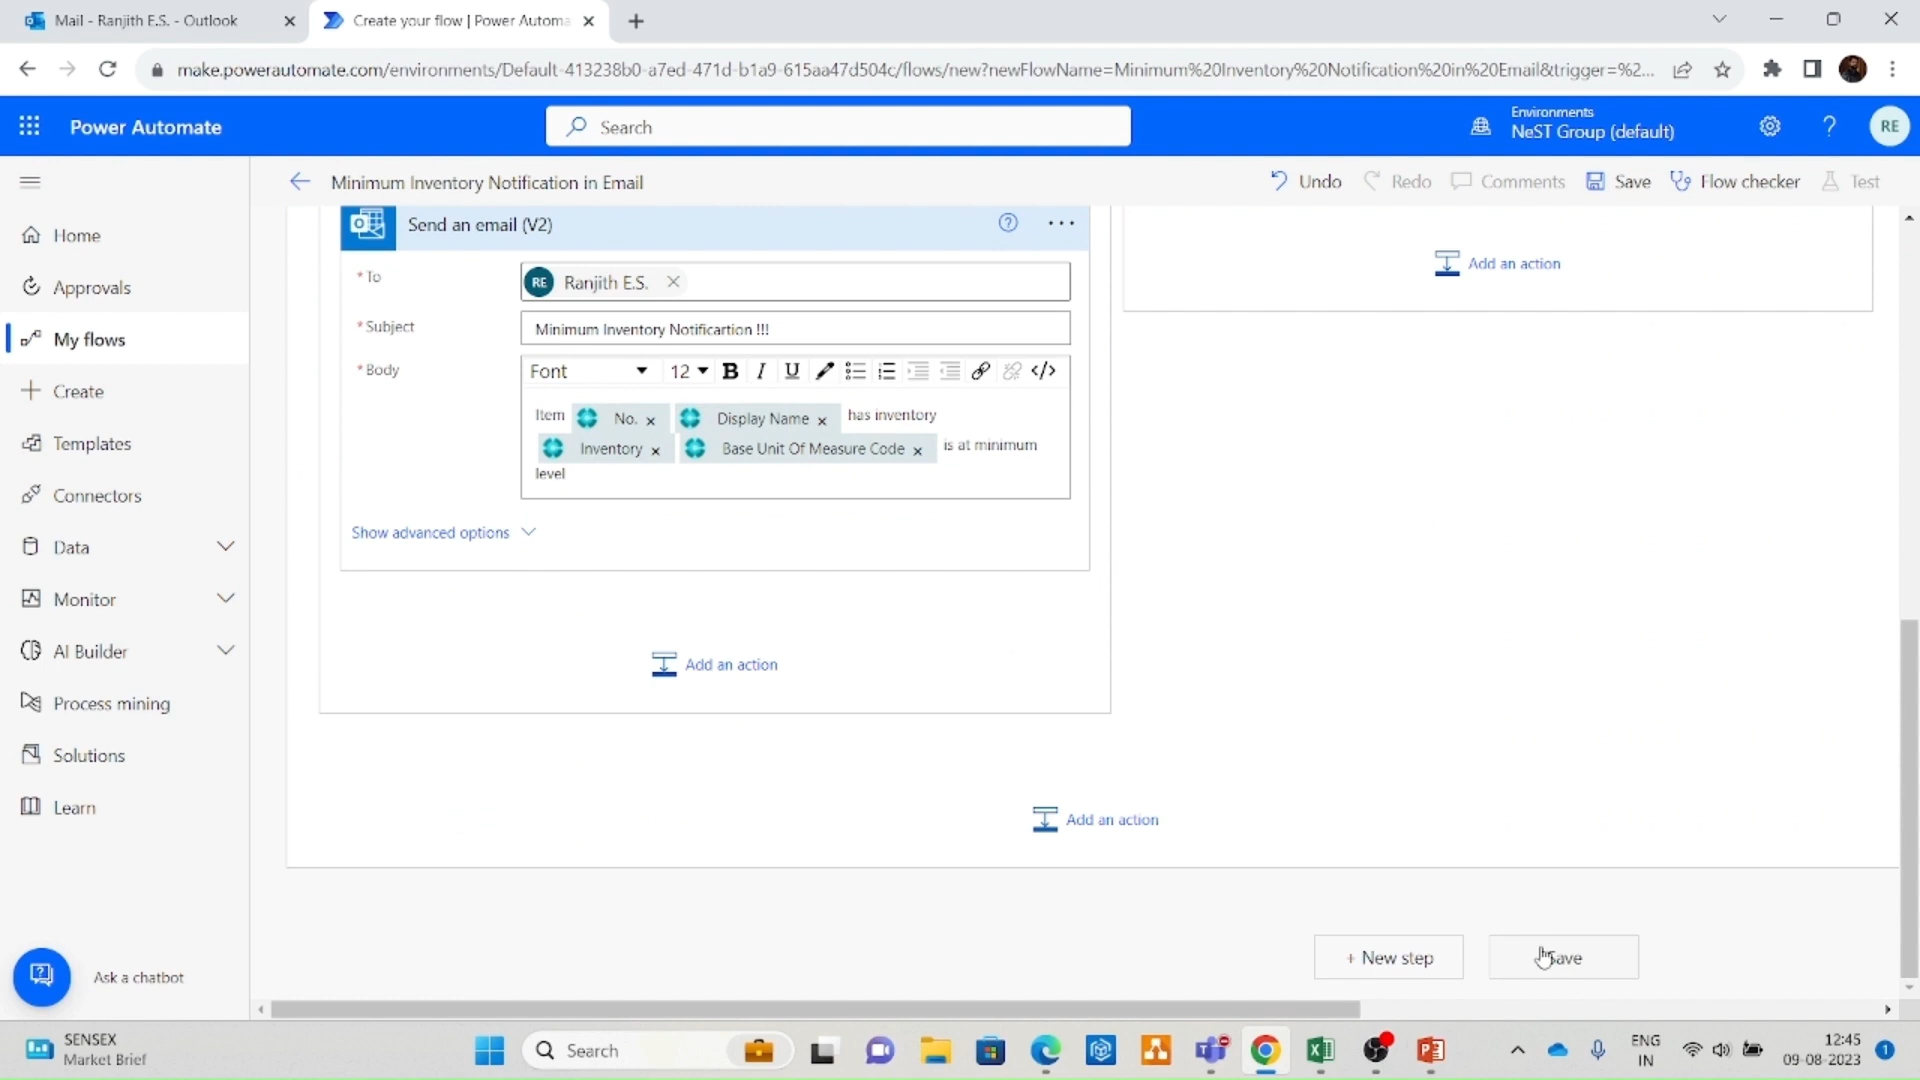 Mail - Ranjith E.S. - Outlook
Create your flow | Power Automa
make.powerautomate.com/environments/Default-413238b0-a7ed-471d-b1a9-615aa47d504c/flows/new?newFlowName=Minimum%20Inventory%20Notification%20in%20Email&trigger=%2...
Power Automate
Search
Environments
NeST Group (default)
RE
Minimum Inventory Notification in Email
Undo
Redo
Comments
Save
Flow checker
Test
Home
Approvals
My flows
Create
Templates
Connectors
Data
Monitor
AI Builder
Process mining
Solutions
Learn
Ask a chatbot
Send an email (V2)
* To
RE Ranjith E.S.
* Subject
Minimum Inventory Notificartion !!!
* Body
Font 12 B I U </>
Item No. × Display Name × has inventory
Inventory × Base Unit Of Measure Code × is at minimum
level
Show advanced options
Add an action
Add an action
Add an action
+ New step
Save
SENSEX
Market Brief
Search
ENG
IN
12:45
09-08-2023
1